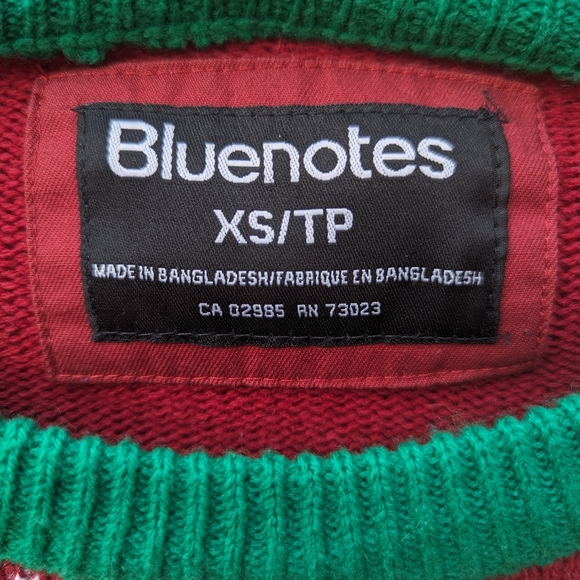 Bluenotes
XS/TP
MADE IN BANGLADESH/FABRIQUE EN BANGLADESH
CA 02985 RN 73023